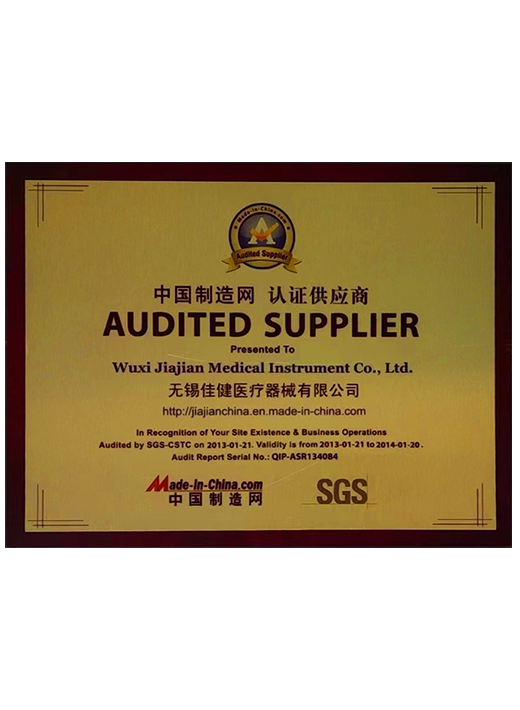 Made-in-China.com
A
Audited Supplier
中国制造网 认证供应商
AUDITED SUPPLIER
Presented To
Wuxi Jiajian Medical Instrument Co., Ltd.
无锡佳健医疗器械有限公司
http://jiajianchina.en.made-in-china.com/
In Recognition of Your Site Existence & Business Operations
Audited by SGS-CSTC on 2013-01-21. Validity is from 2013-01-21 to 2014-01-20.
Audit Report Serial No.: QIP-ASR134084
Made-in-China.com
中国制造网
SGS